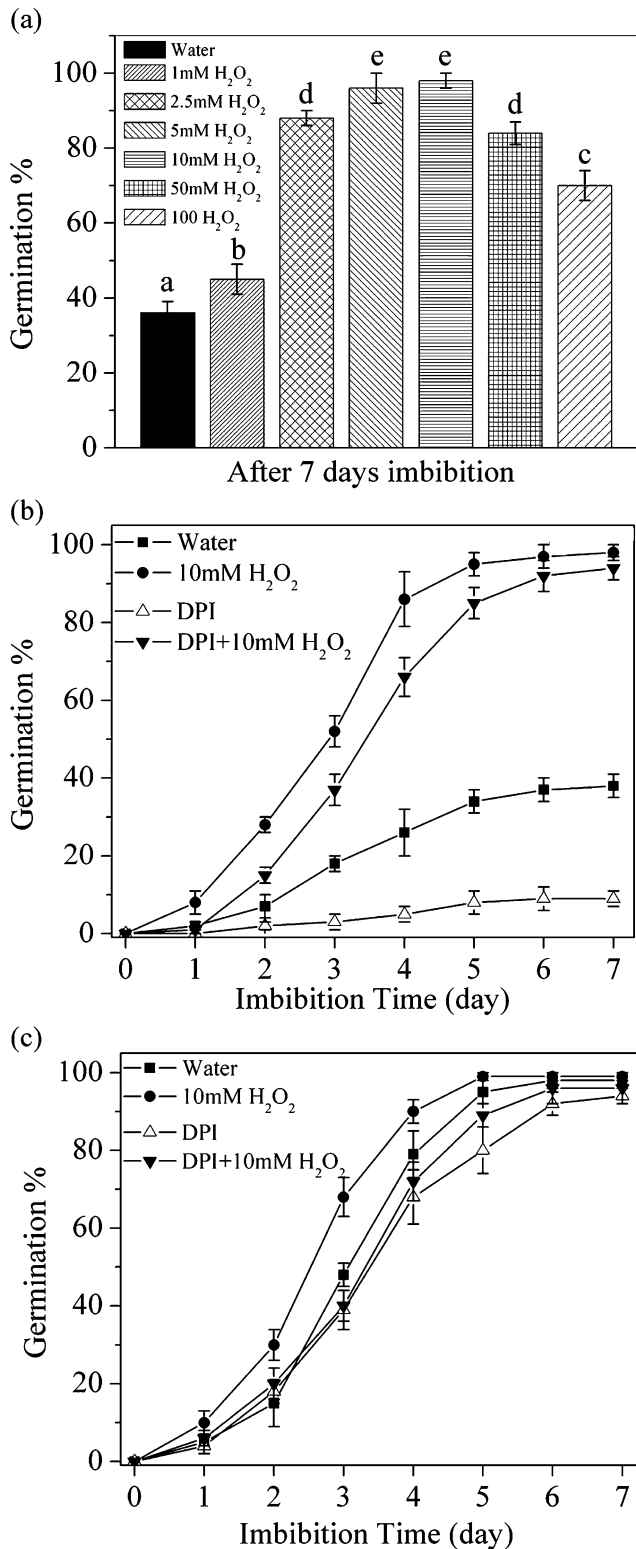 (a)
Water
1mM H₂O₂
2.5mM H₂O₂
5mM H₂O₂
10mM H₂O₂
50mM H₂O₂
100 H₂O₂
a
b
d
e
e
d
c
100
80
60
40
20
0
Germination %
After 7 days imbibition
(b)
Water
10mM H₂O₂
DPI
DPI+10mM H₂O₂
100
80
60
40
20
0
Germination %
0 1 2 3 4 5 6 7
Imbibition Time (day)
(c)
Water
10mM H₂O₂
DPI
DPI+10mM H₂O₂
100
80
60
40
20
0
Germination %
0 1 2 3 4 5 6 7
Imbibition Time (day)